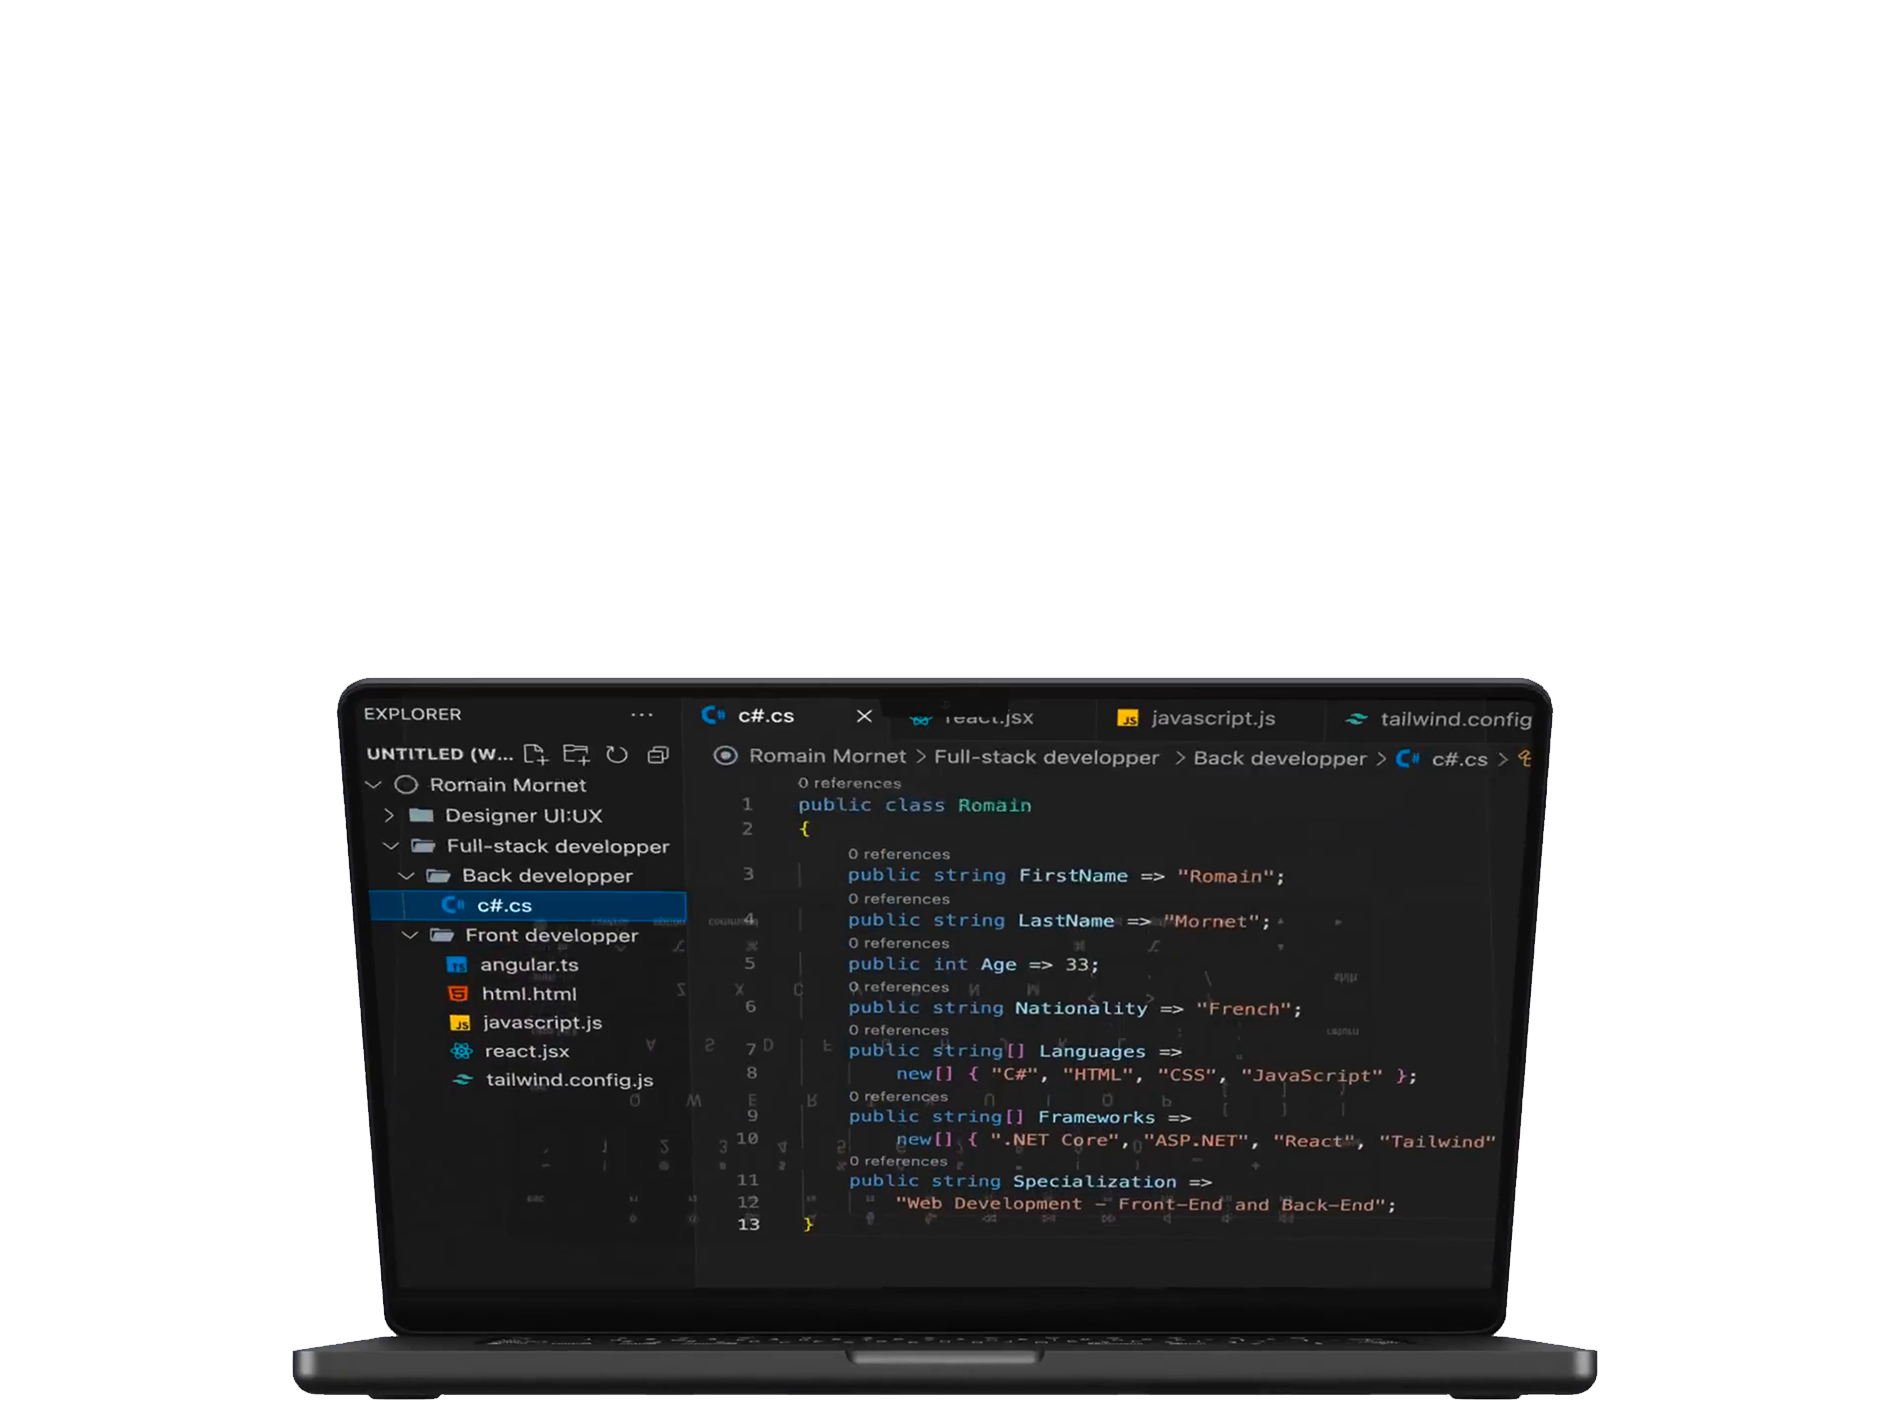 EXPLORER ...
UNTITLED (W...
Romain Mornet
Designer UI:UX
Full-stack developper
Back developper
c#.cs
Front developper
angular.ts
html.html
javascript.js
react.jsx
tailwind.config.js
c#.cs
react.jsx
javascript.js
tailwind.config
Romain Mornet > Full-stack developper > Back developper > c#.cs >
0 references
1 public class Romain
2 {
0 references
3 public string FirstName => "Romain";
0 references
4 public string LastName => "Mornet";
0 references
5 public int Age => 33;
0 references
6 public string Nationality => "French";
0 references
7 public string[] Languages =>
8 new[] { "C#", "HTML", "CSS", "JavaScript" };
0 references
9 public string[] Frameworks =>
10 new[] { ".NET Core", "ASP.NET", "React", "Tailwind"
0 references
11 public string Specialization =>
12 "Web Development – Front-End and Back-End";
13 }